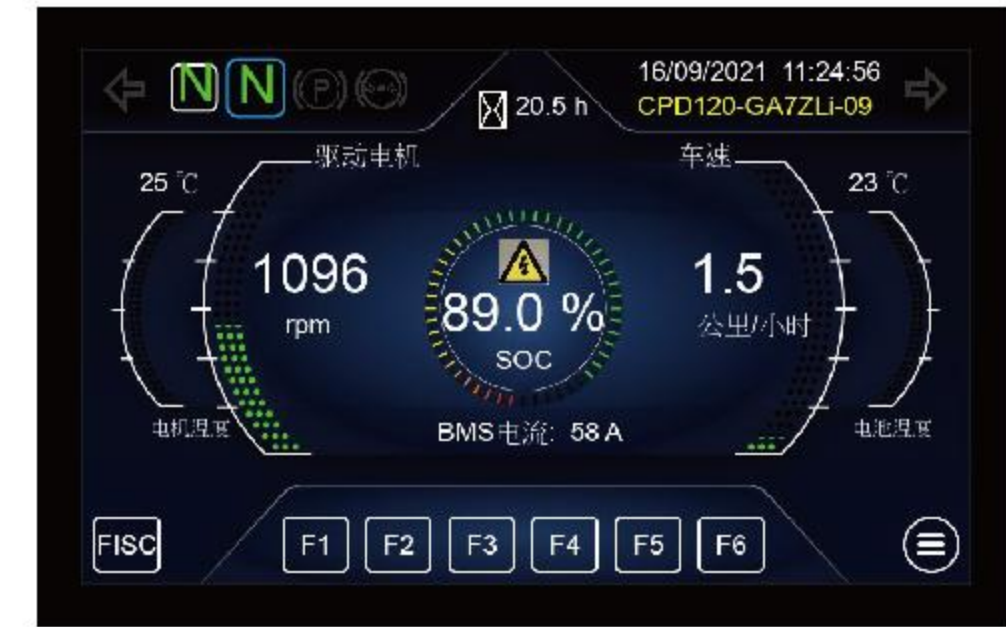 N N (P)
16/09/2021 11:24:56
20.5 h
CPD120-GA7ZLi-09
驱动电机
车速
25 ℃
23 ℃
1096
rpm
89.0 %
SOC
1.5
公里/小时
电机温度
BMS电流: 58 A
电池温度
FISC
F1 F2 F3 F4 F5 F6